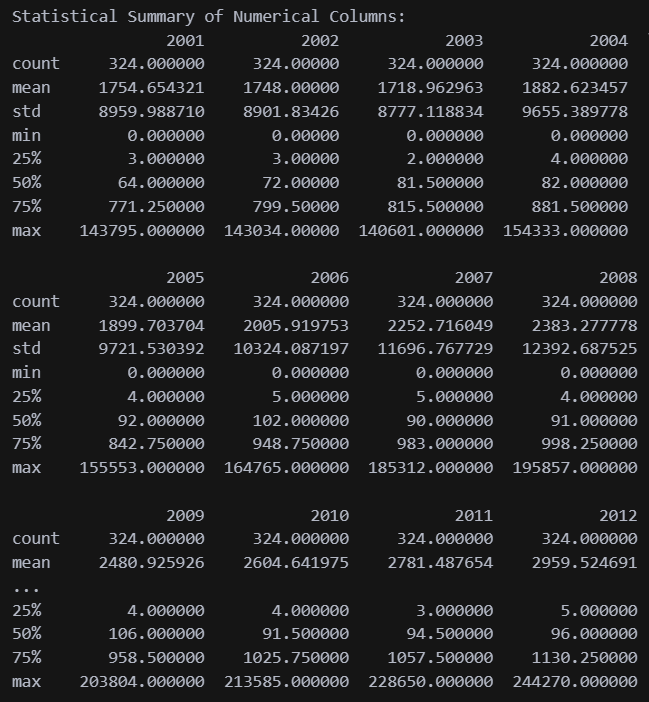 Statistical Summary of Numerical Columns:
                2001          2002           2003           2004
count     324.000000     324.00000     324.000000     324.000000
mean     1754.654321    1748.00000    1718.962963    1882.623457
std      8959.988710    8901.83426    8777.118834    9655.389778
min         0.000000       0.00000       0.000000       0.000000
25%         3.000000       3.00000       2.000000       4.000000
50%        64.000000      72.00000      81.500000      82.000000
75%       771.250000     799.50000     815.500000     881.500000
max    143795.000000  143034.00000  140601.000000  154333.000000

                2005           2006           2007           2008
count     324.000000     324.000000     324.000000     324.000000
mean     1899.703704    2005.919753    2252.716049    2383.277778
std      9721.530392   10324.087197   11696.767729   12392.687525
min         0.000000       0.000000       0.000000       0.000000
25%         4.000000       5.000000       5.000000       4.000000
50%        92.000000     102.000000      90.000000      91.000000
75%       842.750000     948.750000     983.000000     998.250000
max    155553.000000  164765.000000  185312.000000  195857.000000

                2009           2010           2011           2012
count     324.000000     324.000000     324.000000     324.000000
mean     2480.925926    2604.641975    2781.487654    2959.524691
...
25%         4.000000       4.000000       3.000000       5.000000
50%       106.000000      91.500000      94.500000      96.000000
75%       958.500000    1025.750000    1057.500000    1130.250000
max    203804.000000  213585.000000  228650.000000  244270.000000